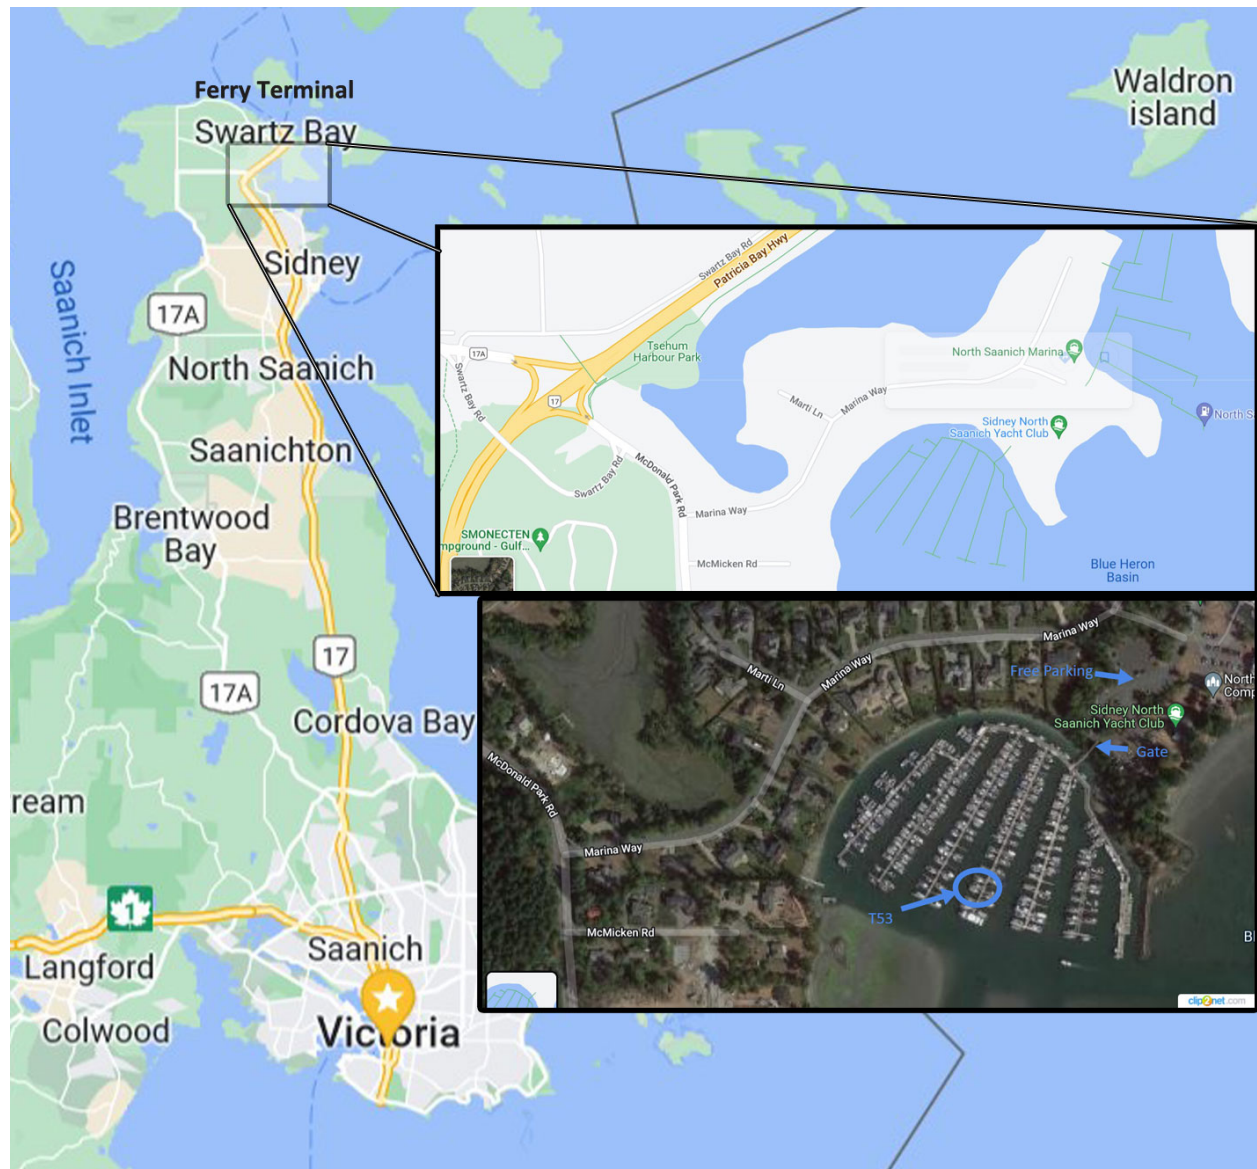 Ferry Terminal
Swartz Bay
Waldron
island
Saanich Inlet
17A
Sidney
North Saanich
Saanichton
Brentwood
Bay
17
17A
Cordova Bay
ream
1
Langford
Saanich
Colwood
Victoria
Swartz Bay Rd
Patricia Bay Hwy
Tsehum
Harbour Park
17A
Swartz Bay Rd
17
North Saanich Marina
Marti Ln
Marina Way
Sidney North
Saanich Yacht Club
North S
McDonald Park Rd
Swartz Bay Rd
Marina Way
SMONECTEN
mpground - Gulf...
McMicken Rd
Blue Heron
Basin
Marina Way
Marti Ln
Marina Way
Free Parking
North
Comp
Sidney North
Saanich Yacht Club
Gate
McDonald Park Rd
Marina Way
T53
McMicken Rd
Bl
clip2net.com